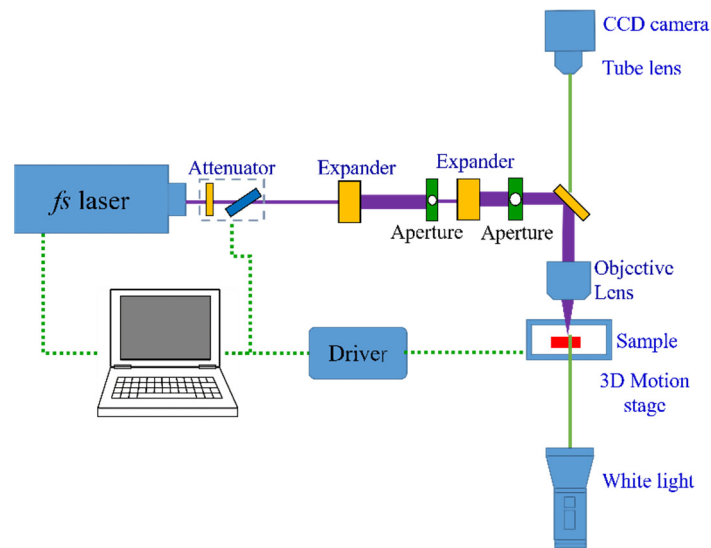 CCD camera
Tube lens
Attenuator
Expander
Expander
fs laser
Aperture
Aperture
Objective
Lens
Sample
Driver
3D Motion
stage
White light